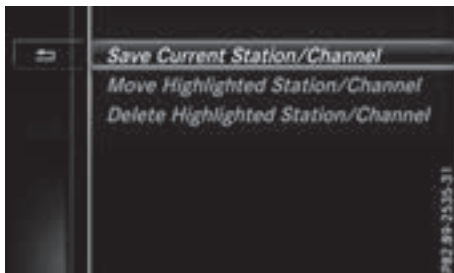 Save Current Station/Channel
Move Highlighted Station/Channel
Delete Highlighted Station/Channel
P82.89-2535-31